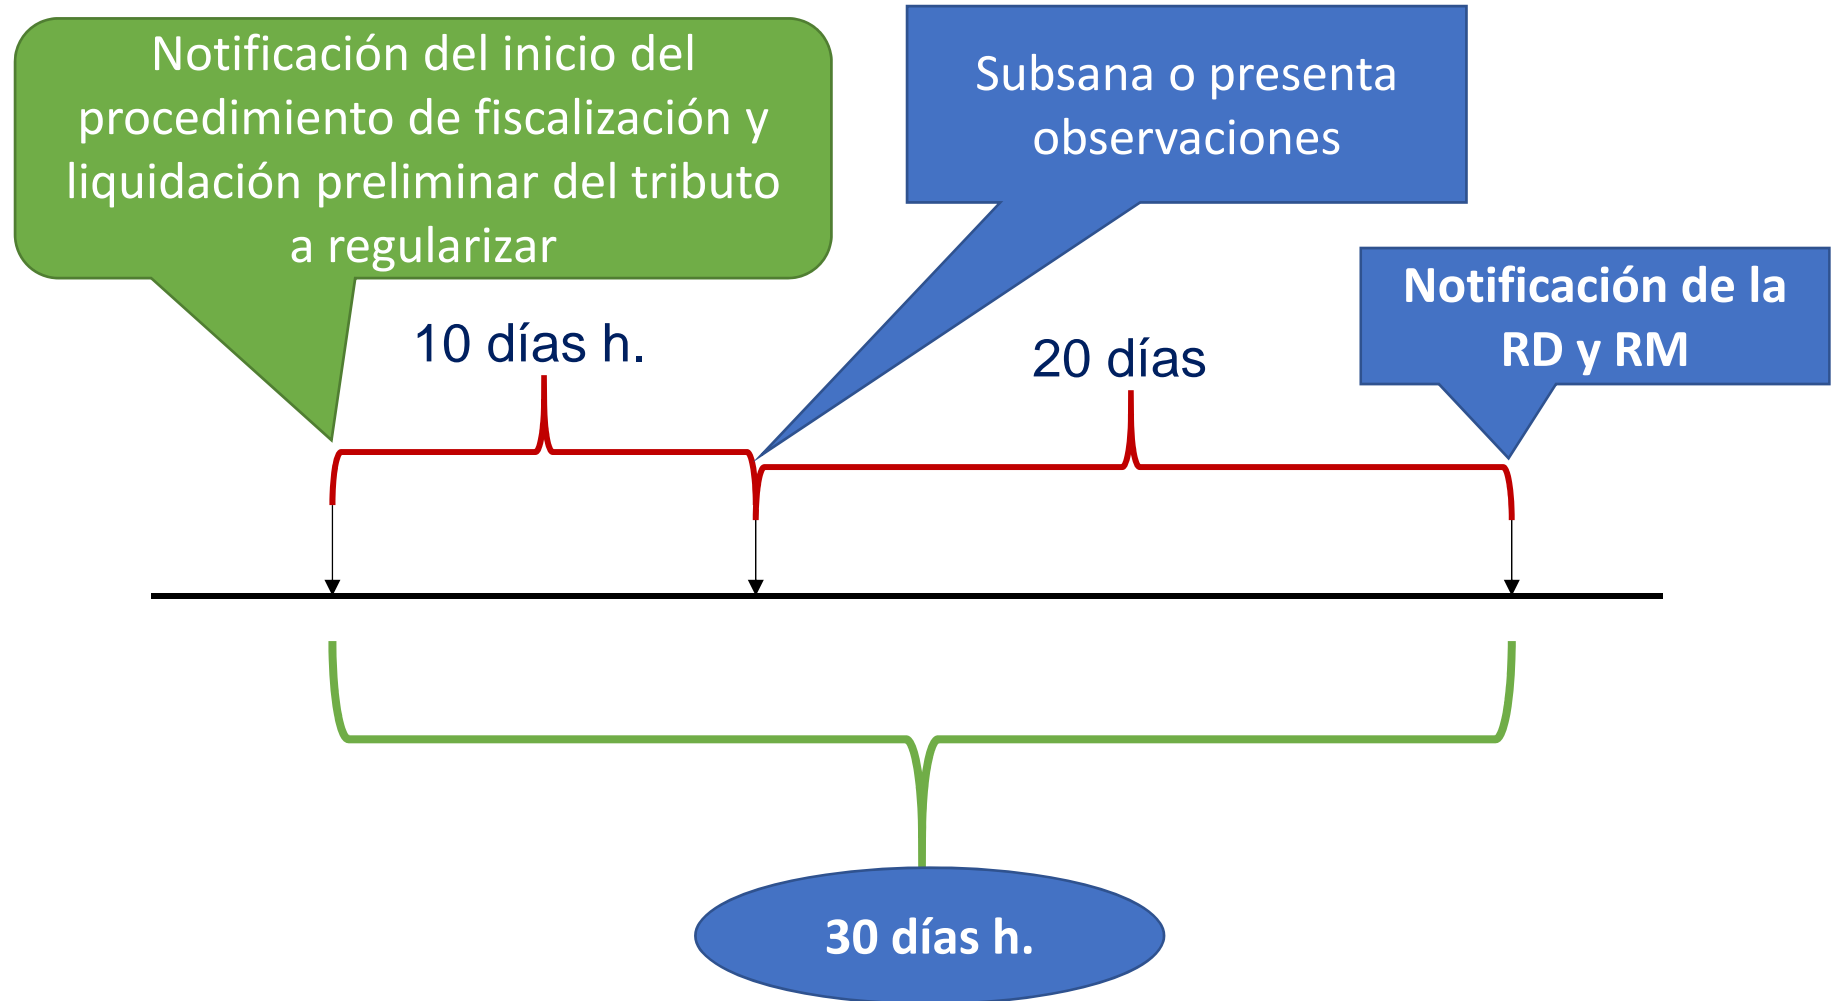 Notificación del inicio del
procedimiento de fiscalización y
liquidación preliminar del tributo
a regularizar
Subsana o presenta
observaciones
Notificación de la
RD y RM
10 días h.
20 días
30 días h.